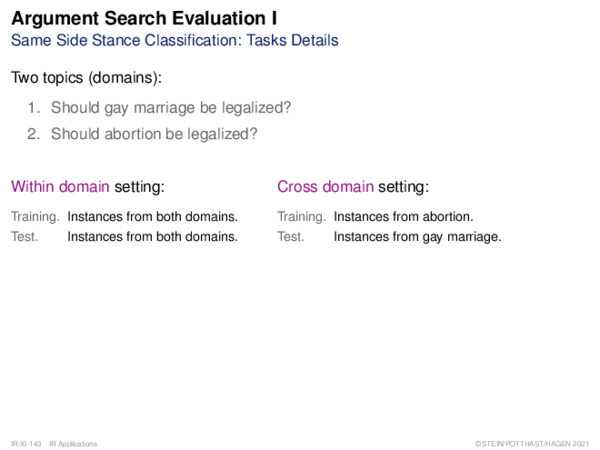 Argument Search Evaluation I
Same Side Stance Classification: Tasks Details
Two topics (domains):
1. Should gay marriage be legalized?
2. Should abortion be legalized?
Within domain setting:
Training. Instances from both domains.
Test. Instances from both domains.
Cross domain setting:
Training. Instances from abortion.
Test. Instances from gay marriage.
IR:XI-143 IR Applications
©STEIN/POTTHAST/HAGEN 2021